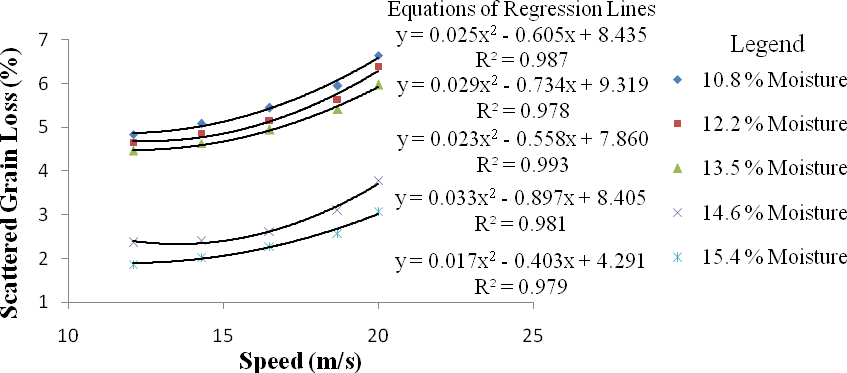 Equations of Regression Lines
y = 0.025x² - 0.605x + 8.435
R² = 0.987
y = 0.029x² - 0.734x + 9.319
R² = 0.978
y = 0.023x² - 0.558x + 7.860
R² = 0.993
y = 0.033x² - 0.897x + 8.405
R² = 0.981
y = 0.017x² - 0.403x + 4.291
R² = 0.979
Legend
10.8 % Moisture
12.2 % Moisture
13.5 % Moisture
14.6 % Moisture
15.4 % Moisture
Scattered Grain Loss (%)
7
6
5
4
3
2
1
10
15
20
25
Speed (m/s)